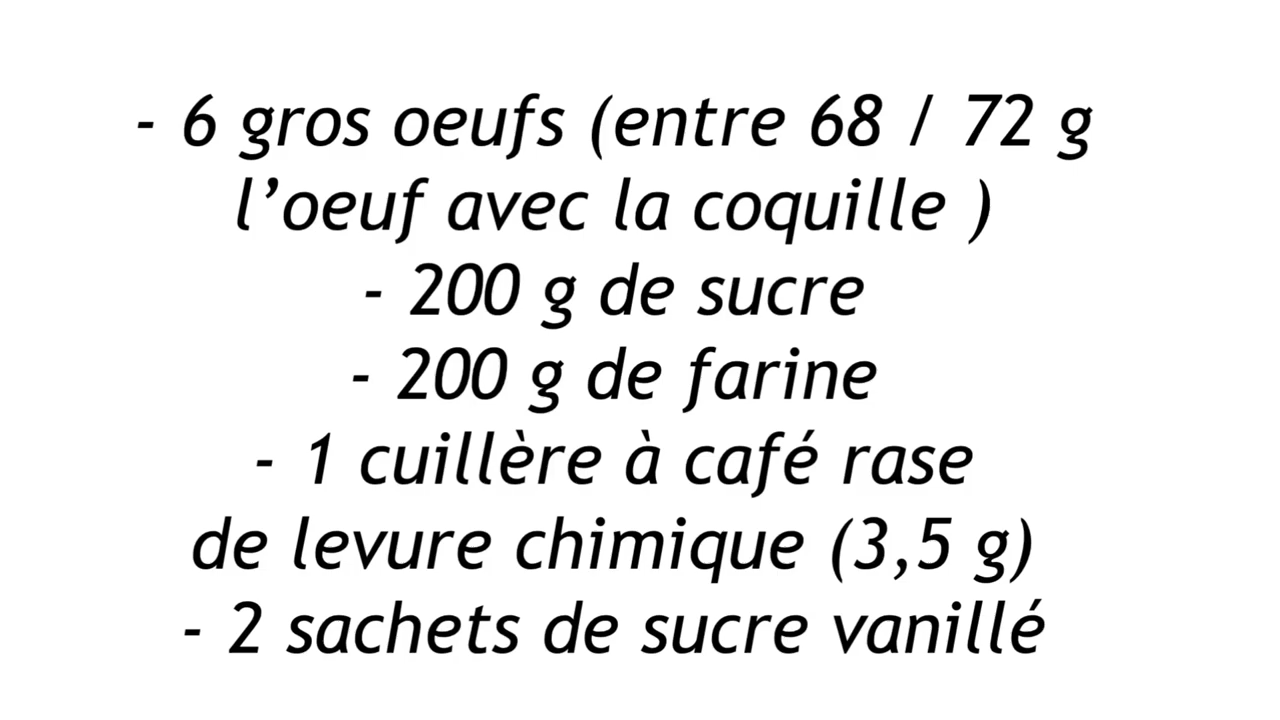 - 6 gros oeufs (entre 68 / 72 g
l’oeuf avec la coquille )
- 200 g de sucre
- 200 g de farine
- 1 cuillère à café rase
de levure chimique (3,5 g)
- 2 sachets de sucre vanillé